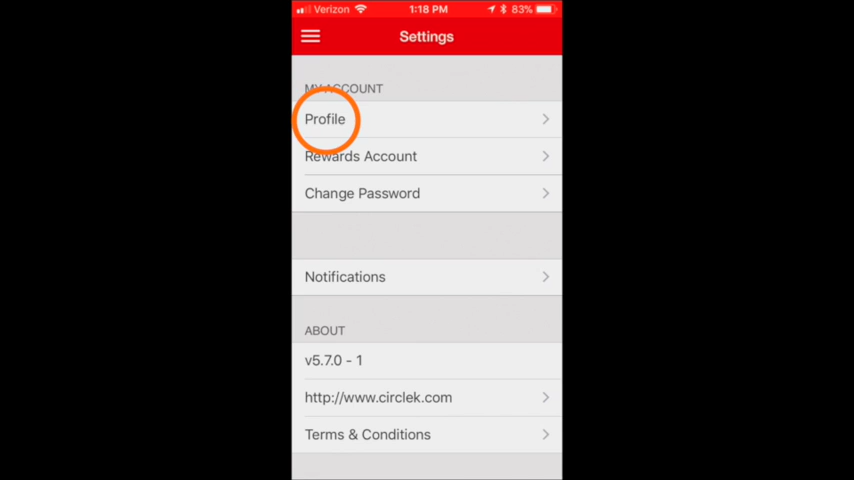 Verizon 1:18 PM 83%
Settings
MY ACCOUNT
Profile
Rewards Account
Change Password
Notifications
ABOUT
v5.7.0 - 1
http://www.circlek.com
Terms & Conditions